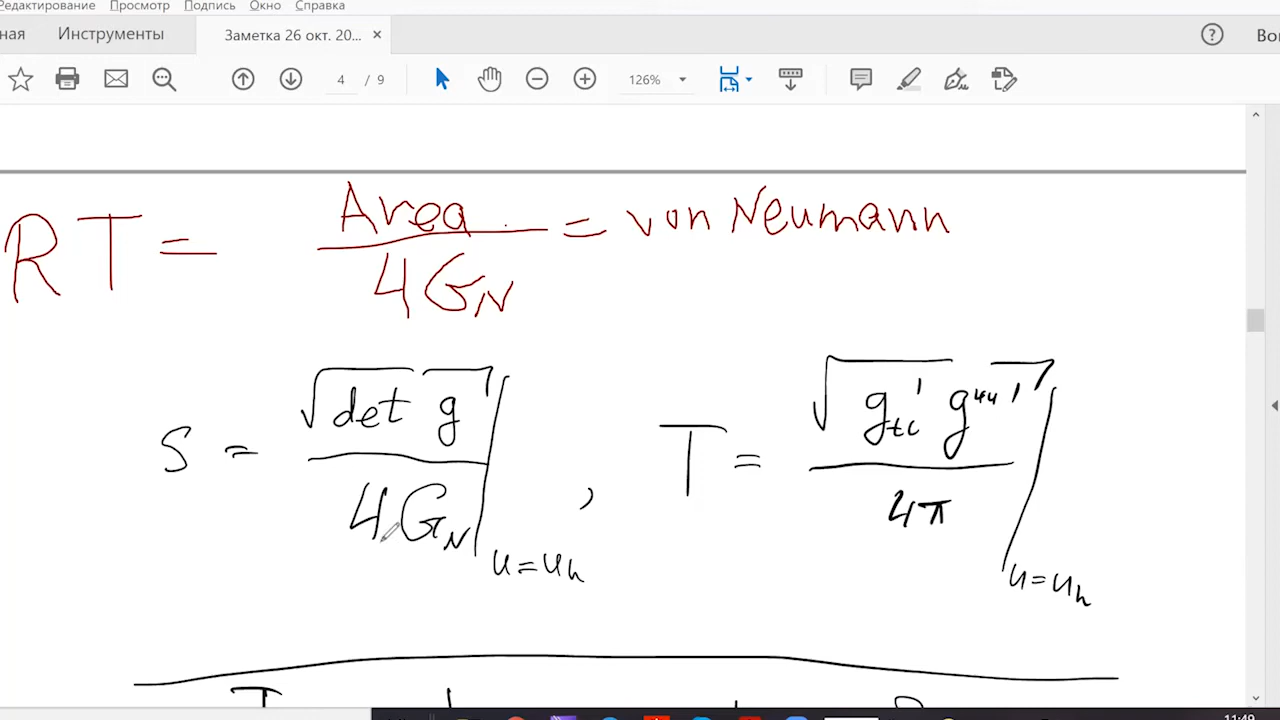 Редактирование Просмотр Подпись Окно Справка
ная Инструменты Заметка 26 окт. 20... × ? Во
4 / 9 126%
RT = Area / 4G_N = von Neumann
S = √det g / 4G_N |u=u_h , T = √g_tt' g^uu' / 4π |u=u_h
11:49